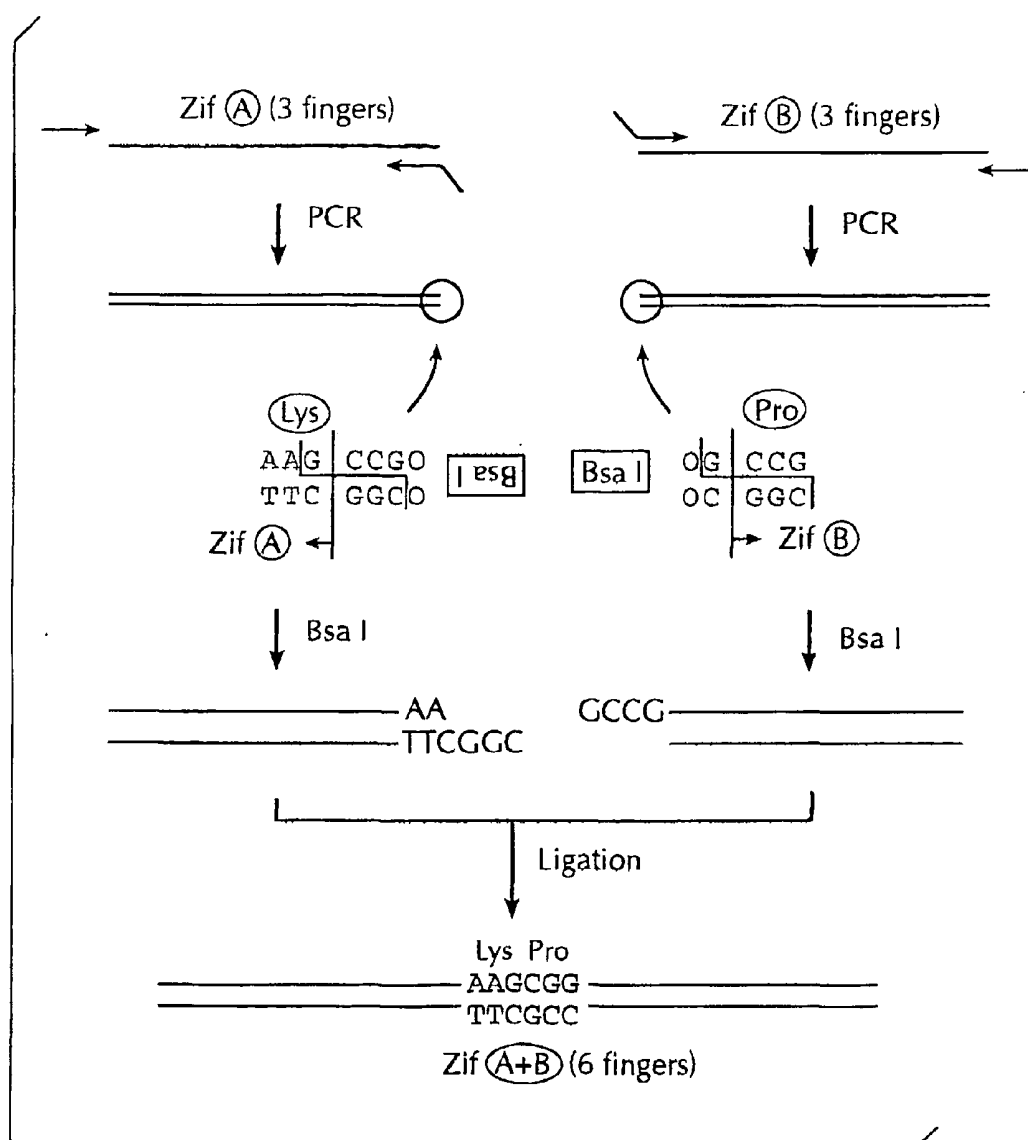 Zif A (3 fingers)
Zif B (3 fingers)
PCR
PCR
Lys
AAG CCGO
TTC GGCO
Bsa I
Zif A
Bsa I
Pro
OG CCG
OC GGC
Zif B
Bsa I
Bsa I
AA
TTCGGC
GCCG
Ligation
Lys Pro
AAGCGG
TTCGCC
Zif A+B (6 fingers)